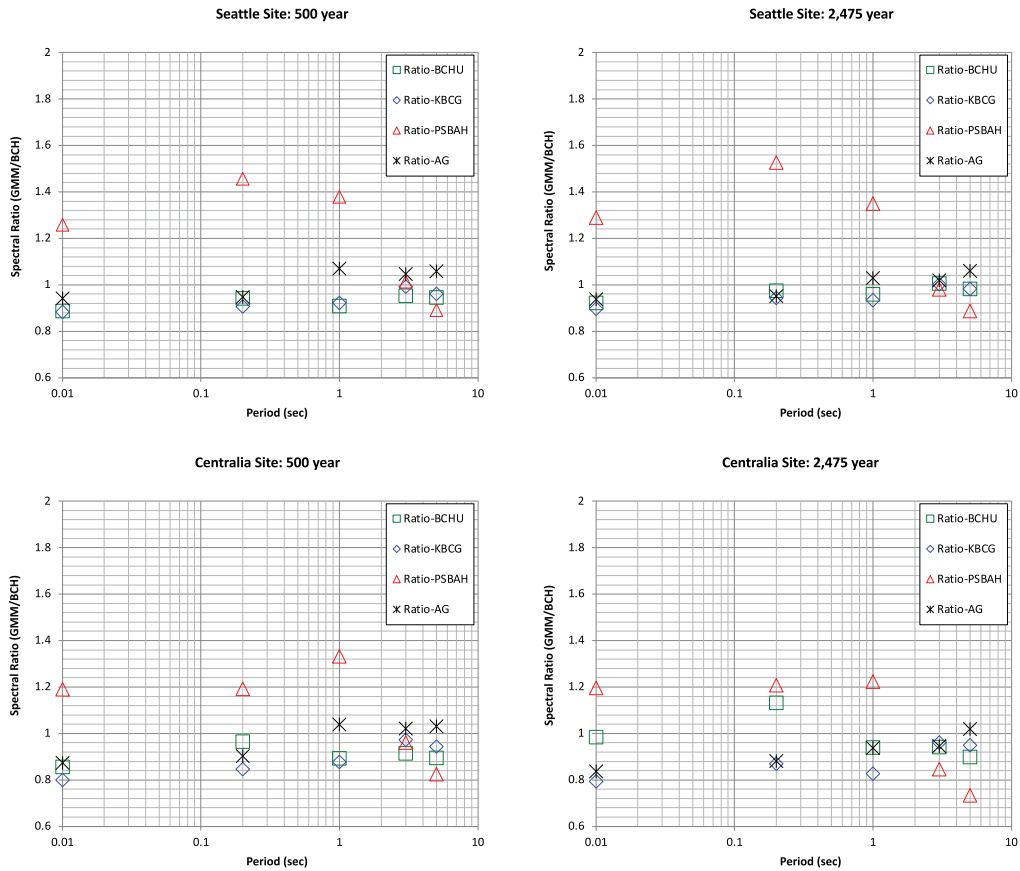 Seattle Site: 500 year
Spectral Ratio (GMM/BCH)
2
1.8
1.6
1.4
1.2
1
0.8
0.6
0.01
0.1
1
10
Period (sec)
Ratio-BCHU
Ratio-KBCG
Ratio-PSBAH
Ratio-AG
Seattle Site: 2,475 year
Spectral Ratio (GMM/BCH)
2
1.8
1.6
1.4
1.2
1
0.8
0.6
0.01
0.1
1
10
Period (sec)
Ratio-BCHU
Ratio-KBCG
Ratio-PSBAH
Ratio-AG
Centralia Site: 500 year
Spectral Ratio (GMM/BCH)
2
1.8
1.6
1.4
1.2
1
0.8
0.6
0.01
0.1
1
10
Period (sec)
Ratio-BCHU
Ratio-KBCG
Ratio-PSBAH
Ratio-AG
Centralia Site: 2,475 year
Spectral Ratio (GMM/BCH)
2
1.8
1.6
1.4
1.2
1
0.8
0.6
0.01
0.1
1
10
Period (sec)
Ratio-BCHU
Ratio-KBCG
Ratio-PSBAH
Ratio-AG